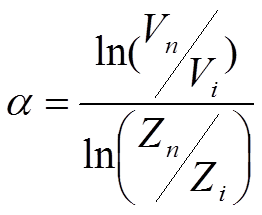 α = ln(Vn/Vi) / ln(Zn/Zi)